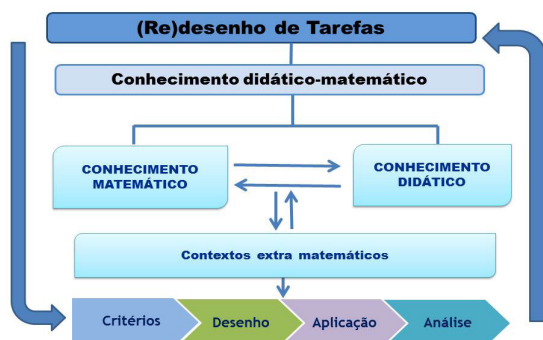 (Re)desenho de Tarefas
Conhecimento didático-matemático
CONHECIMENTO
MATEMÁTICO
CONHECIMENTO
DIDÁTICO
Contextos extra matemáticos
Critérios
Desenho
Aplicação
Análise